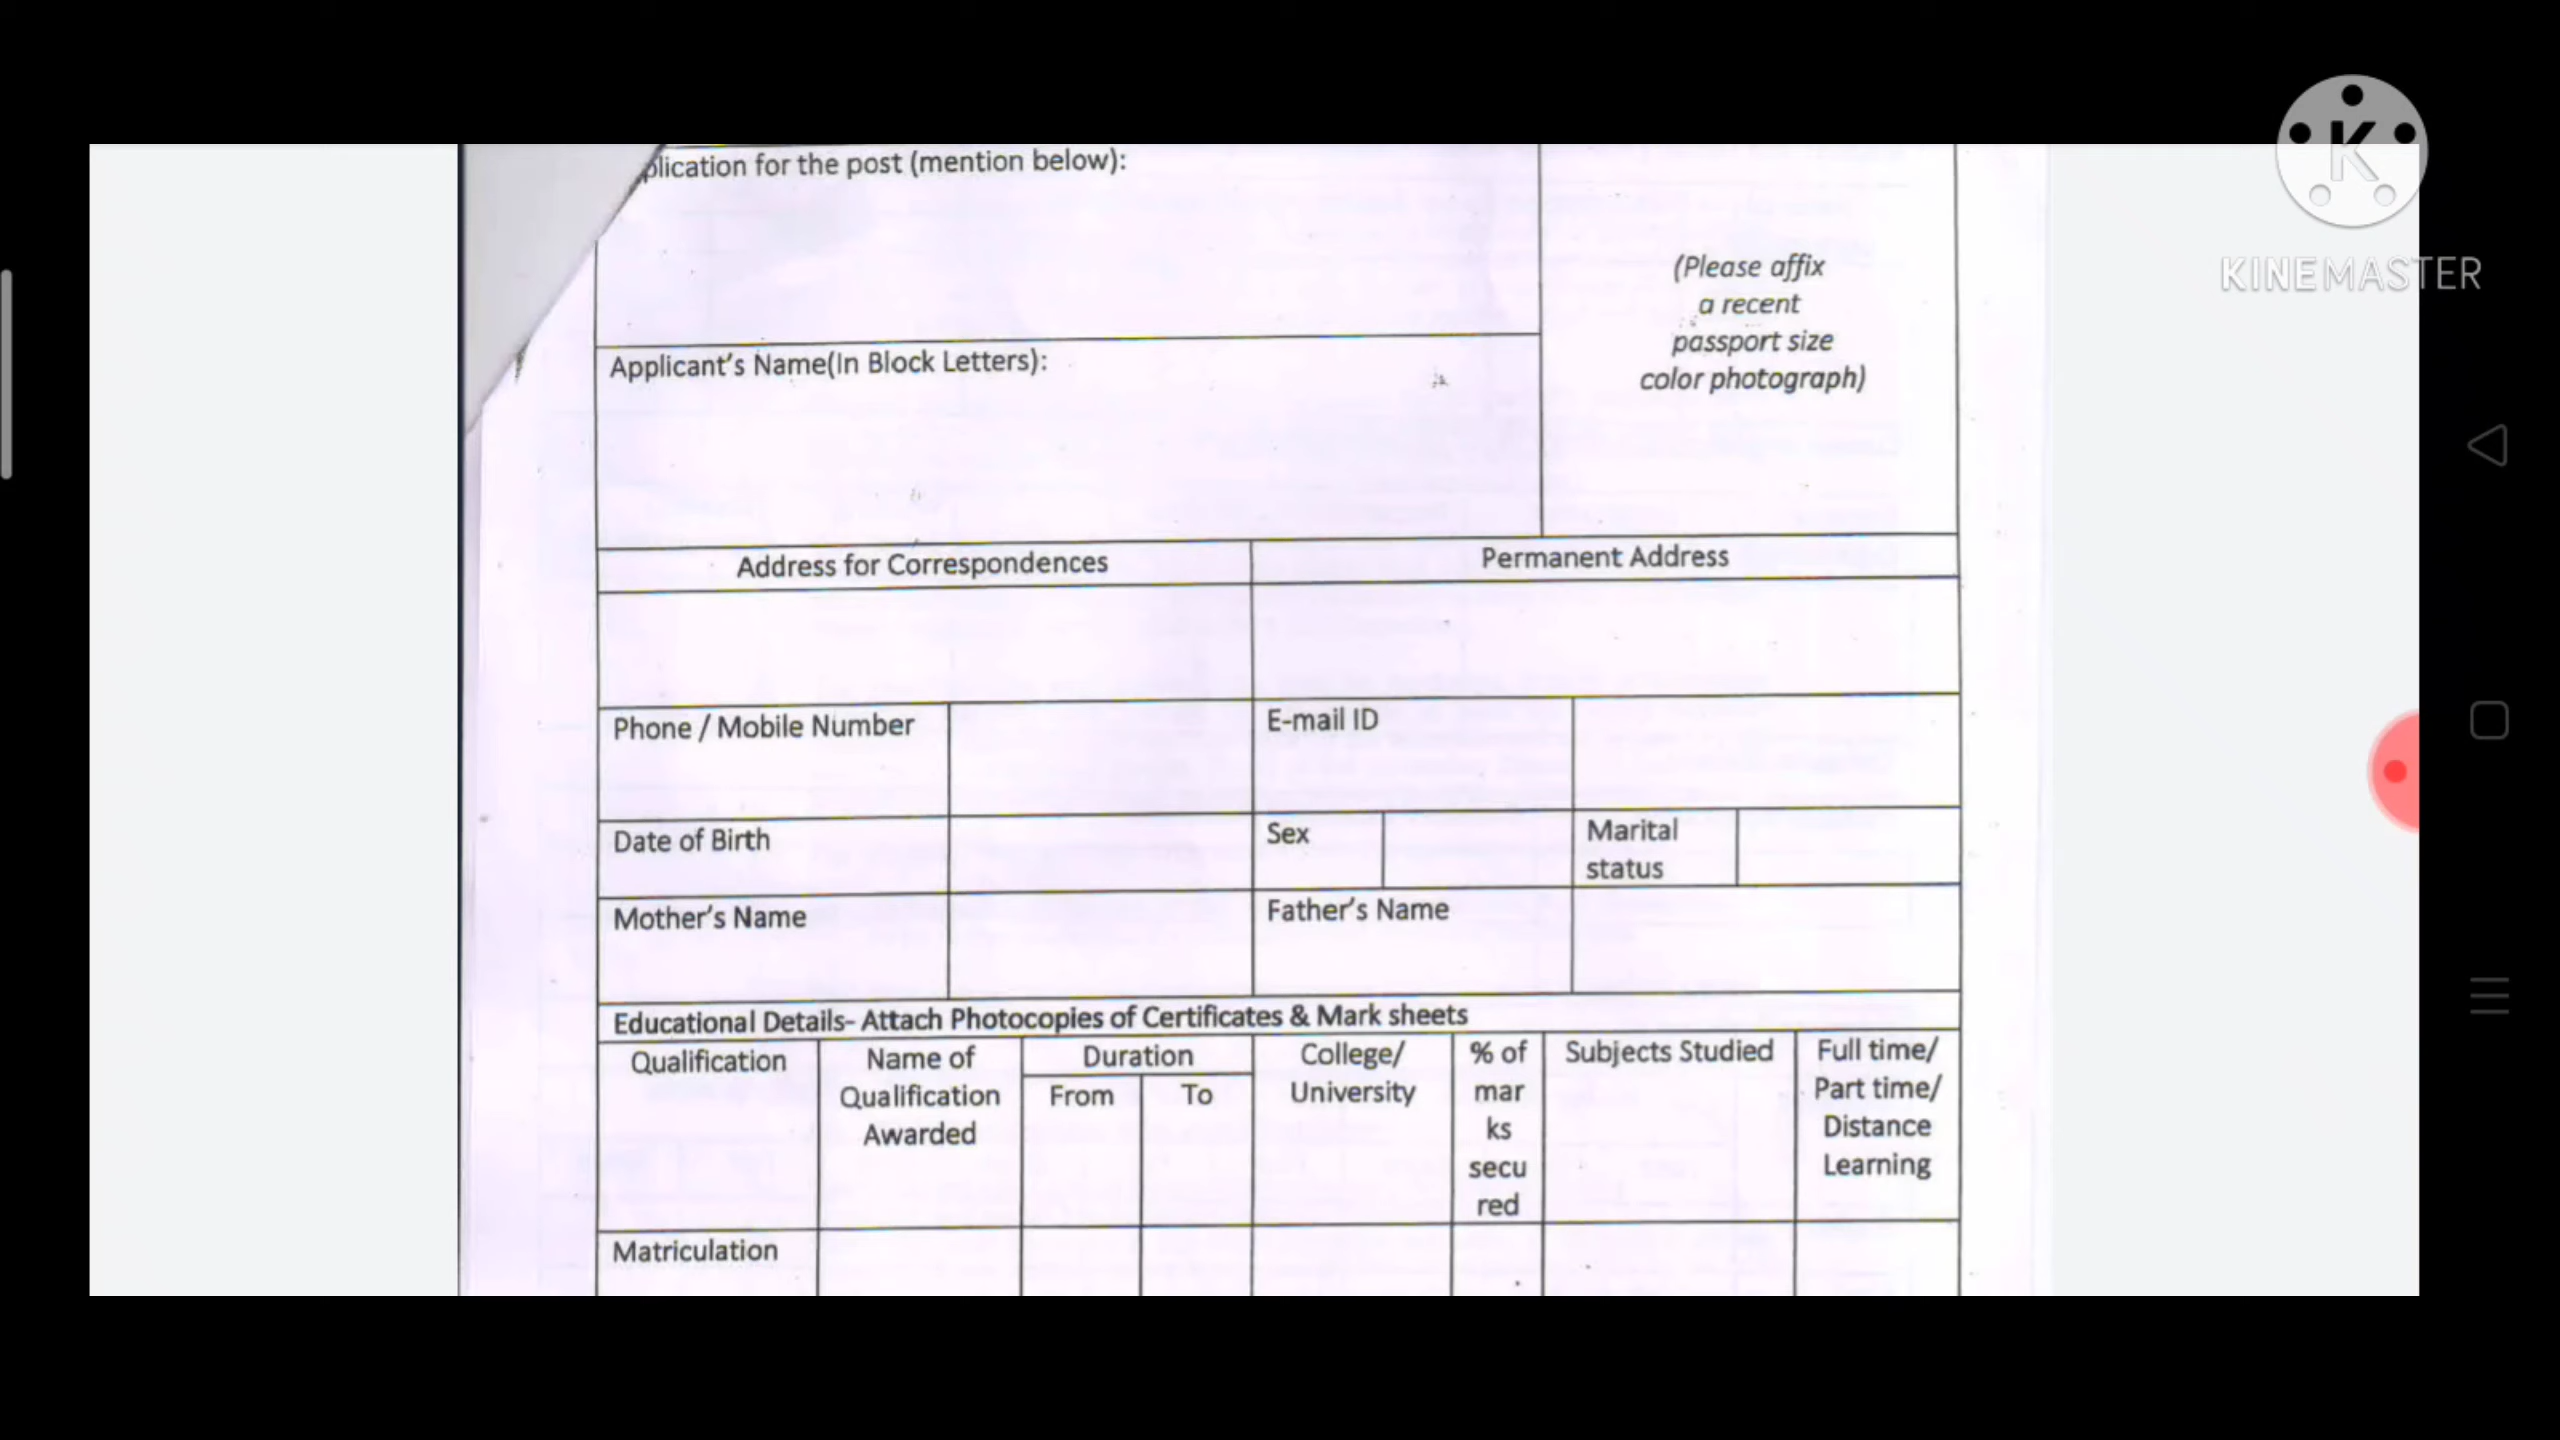 plication for the post (mention below):
(Please affix
a recent
passport size
color photograph)
Applicant's Name(In Block Letters):
Address for Correspondences
Permanent Address
Phone / Mobile Number
E-mail ID
Date of Birth
Sex
Marital
status
Mother's Name
Father's Name
Educational Details- Attach Photocopies of Certificates & Mark sheets
Qualification
Name of
Qualification
Awarded
Duration
From
To
College/
University
% of
mar
ks
secu
red
Subjects Studied
Full time/
Part time/
Distance
Learning
Matriculation
K
KINEMASTER